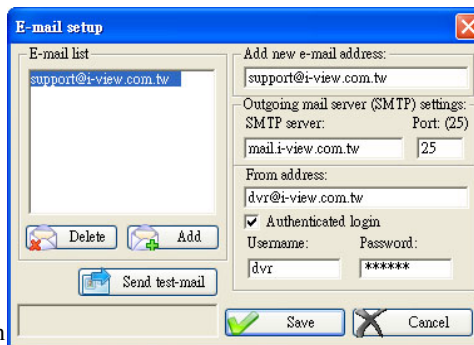 E-mail setup
E-mail list
support@i-view.com.tw
Delete
Add
Send test-mail
Add new e-mail address:
support@i-view.com.tw
Outgoing mail server (SMTP) settings:
SMTP server: Port: (25)
mail.i-view.com.tw 25
From address:
dvr@i-view.com.tw
Authenticated login
Username: Password:
dvr ******
Save
Cancel